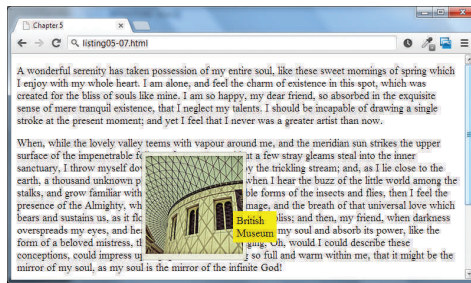 Chapter 5
listing05-07.html
A wonderful serenity has taken possession of my entire soul, like these sweet mornings of spring which
I enjoy with my whole heart. I am alone, and feel the charm of existence in this spot, which was
created for the bliss of souls like mine. I am so happy, my dear friend, so absorbed in the exquisite
sense of mere tranquil existence, that I neglect my talents. I should be incapable of drawing a single
stroke at the present moment; and yet I feel that I never was a greater artist than now.
When, while the lovely valley teems with vapour around me, and the meridian sun strikes the upper
surface of the impenetrable t a few stray gleams steal into the inner
sanctuary, I throw myself do y the trickling stream; and, as I lie close to the
earth, a thousand unknown p when I hear the buzz of the little world among the
stalks, and grow familiar with ble forms of the insects and flies, then I feel the
presence of the Almighty, wh mage, and the breath of that universal love which
bears and sustains us, as it flo bliss; and then, my friend, when darkness
overspreads my eyes, and he my soul and absorb its power, like the
form of a beloved mistress, th ging, Oh, would I could describe these
conceptions, could impress up g so full and warm within me, that it might be the
mirror of my soul, as my soul is the mirror of the infinite God!
British
Museum